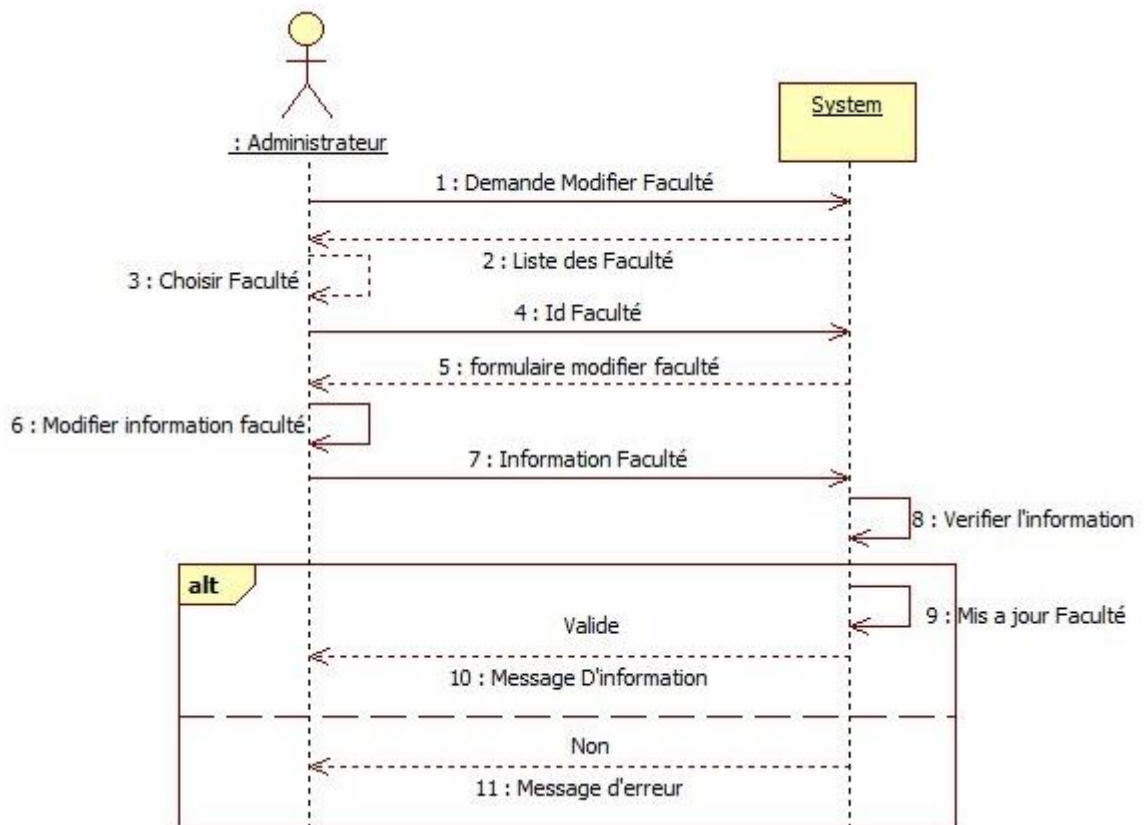 System
: Administrateur
1 : Demande Modifier Faculté
2 : Liste des Faculté
3 : Choisir Faculté
4 : Id Faculté
5 : formulaire modifier faculté
6 : Modifier information faculté
7 : Information Faculté
8 : Verifier l'information
alt
9 : Mis a jour Faculté
Valide
10 : Message D'information
Non
11 : Message d'erreur